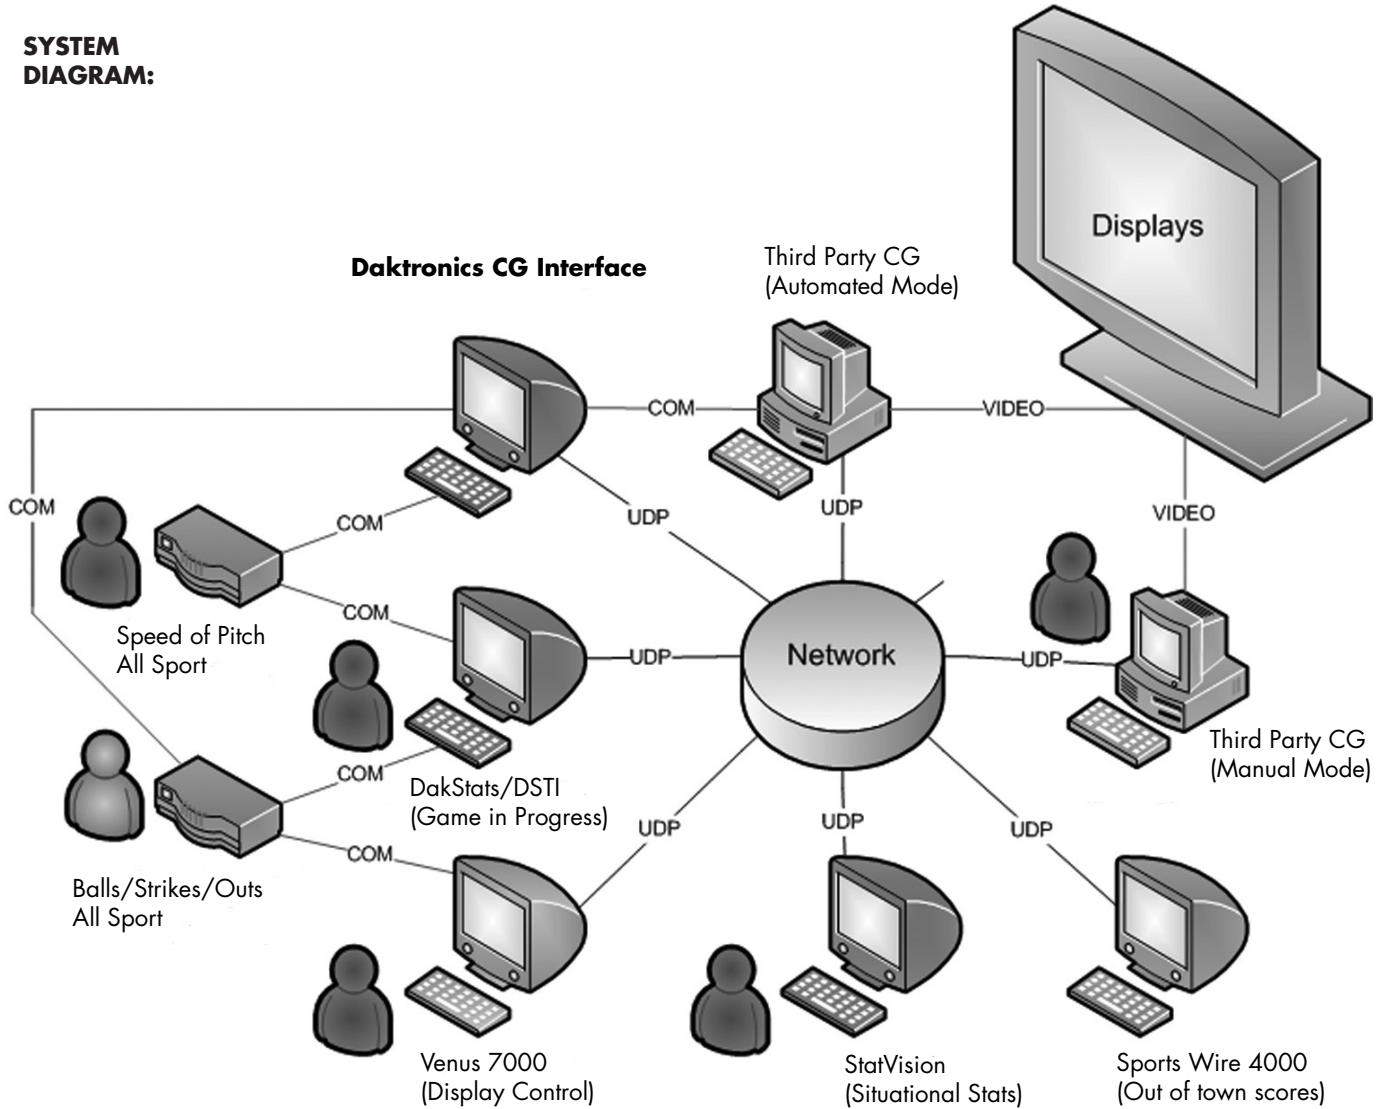 SYSTEM
DIAGRAM:
Displays
Daktronics CG Interface
Third Party CG
(Automated Mode)
COM
VIDEO
COM
COM
UDP
UDP
VIDEO
Speed of Pitch
All Sport
COM
UDP
Network
UDP
Third Party CG
(Manual Mode)
COM
DakStats/DSTI
(Game in Progress)
UDP
UDP
UDP
Balls/Strikes/Outs
All Sport
COM
Venus 7000
(Display Control)
StatVision
(Situational Stats)
Sports Wire 4000
(Out of town scores)